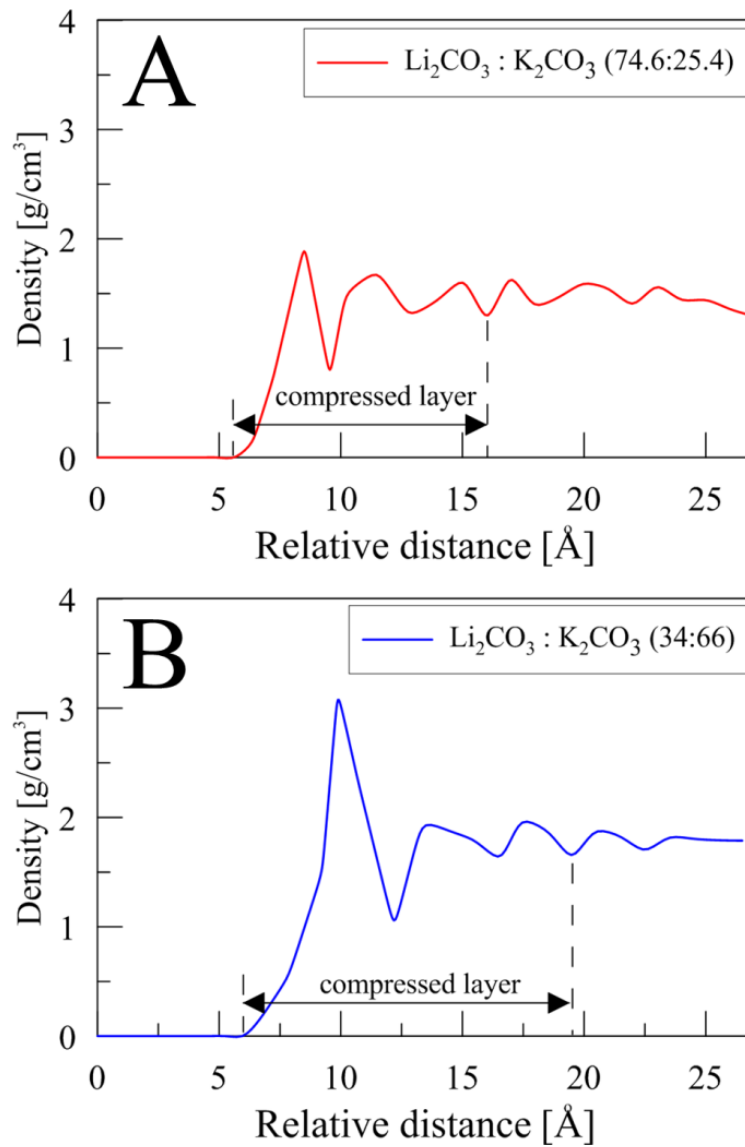 A
Li₂CO₃ : K₂CO₃ (74.6:25.4)
4
3
2
1
0
Density [g/cm³]
compressed layer
0 5 10 15 20 25
Relative distance [Å]
B
Li₂CO₃ : K₂CO₃ (34:66)
4
3
2
1
0
Density [g/cm³]
compressed layer
0 5 10 15 20 25
Relative distance [Å]